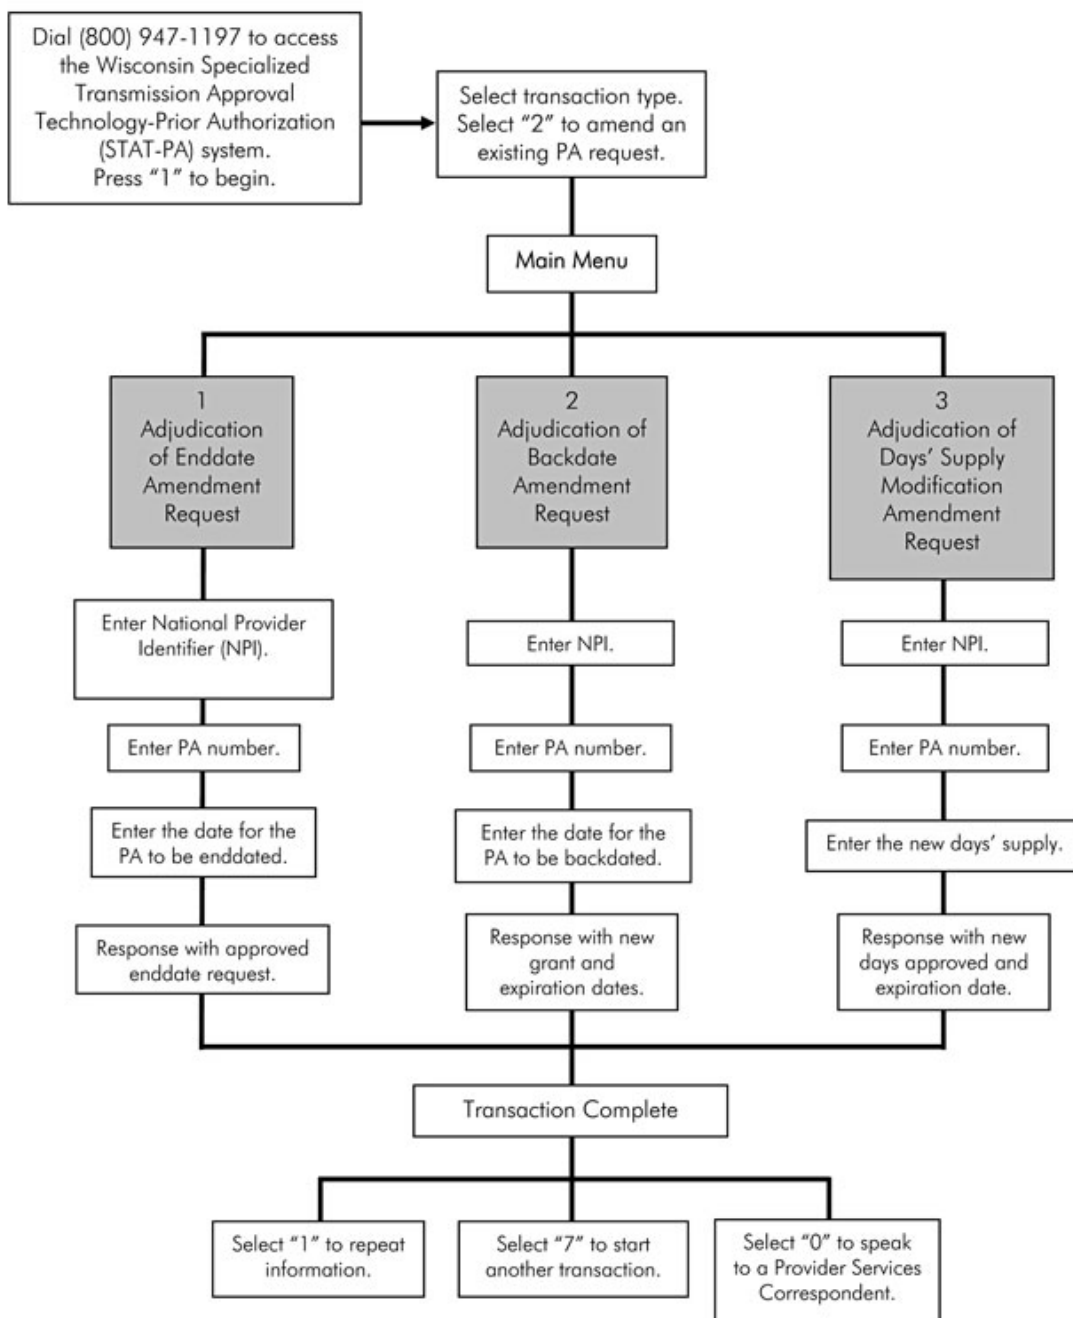 Dial (800) 947-1197 to access
the Wisconsin Specialized
Transmission Approval
Technology-Prior Authorization
(STAT-PA) system.
Press “1” to begin.
Select transaction type.
Select “2” to amend an
existing PA request.
Main Menu
1
Adjudication
of Enddate
Amendment
Request
Enter National Provider
Identifier (NPI).
Enter PA number.
Enter the date for the
PA to be enddated.
Response with approved
enddate request.
2
Adjudication of
Backdate
Amendment
Request
Enter NPI.
Enter PA number.
Enter the date for the
PA to be backdated.
Response with new
grant and
expiration dates.
3
Adjudication of
Days’ Supply
Modification
Amendment
Request
Enter NPI.
Enter PA number.
Enter the new days’ supply.
Response with new
days approved and
expiration date.
Transaction Complete
Select “1” to repeat
information.
Select “7” to start
another transaction.
Select “0” to speak
to a Provider Services
Correspondent.